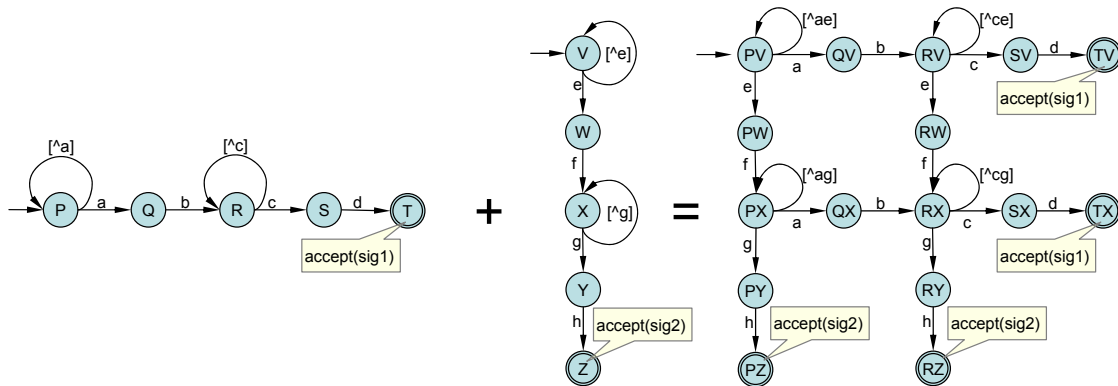 [^a]
[^c]
P a Q b R c S d T
accept(sig1)
+
V
[^e]
e
W
f
X
[^g]
g
Y
h
accept(sig2)
Z
=
[^ae] [^ce]
PV a QV b RV c SV d TV
accept(sig1)
e e
PW RW
f f
[^ag] [^cg]
PX a QX b RX c SX d TX
accept(sig1)
g g
PY RY
h accept(sig2) h accept(sig2)
PZ RZ